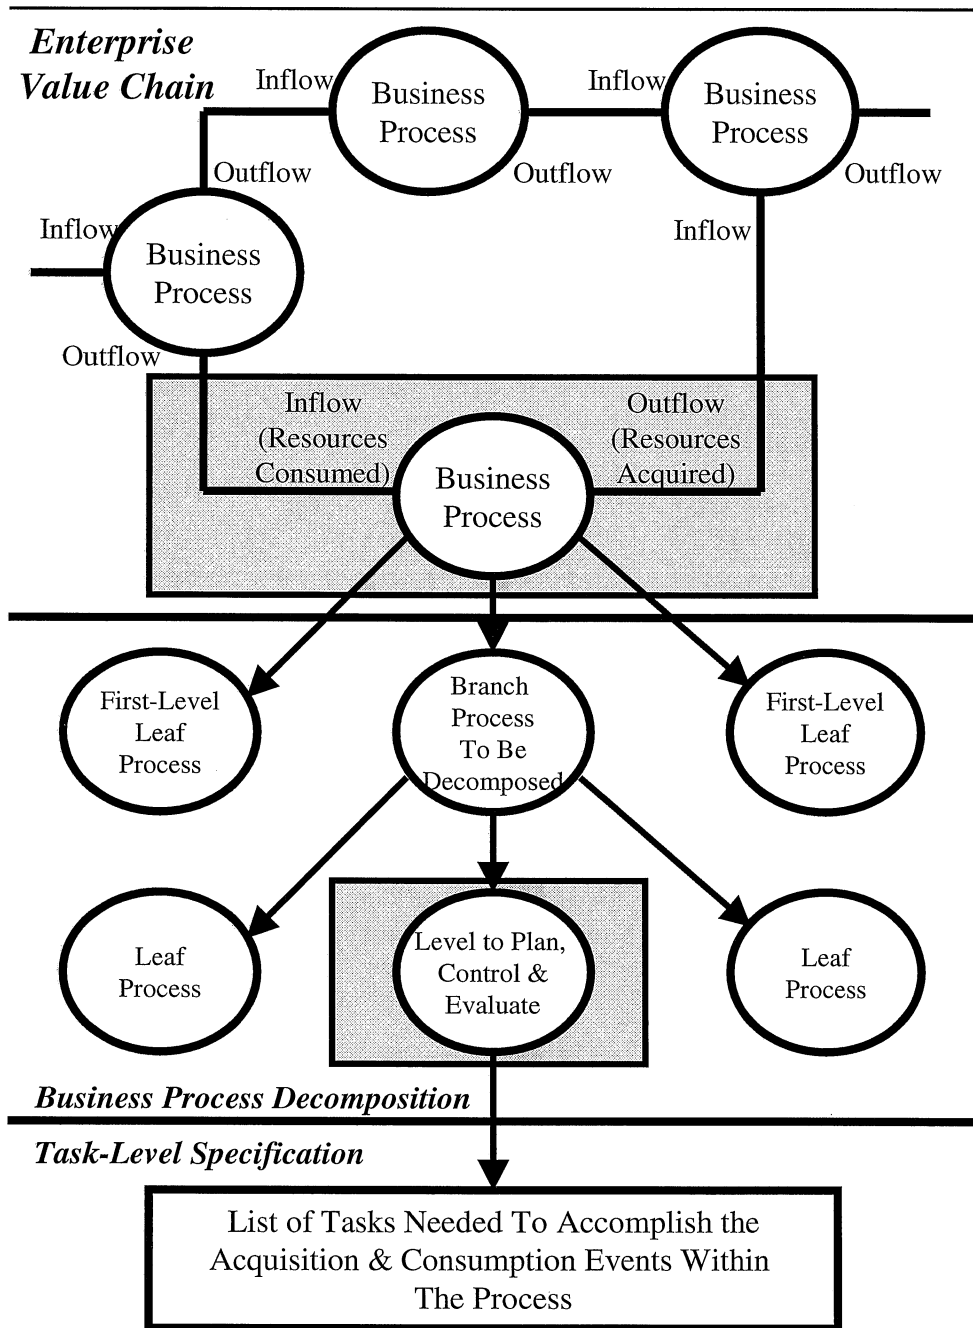 Enterprise
Value Chain
Inflow
Business
Process
Outflow
Inflow
Business
Process
Outflow
Outflow
Inflow
Business
Process
Outflow
Inflow
Inflow
(Resources
Consumed)
Business
Process
Outflow
(Resources
Acquired)
First-Level
Leaf
Process
Branch
Process
To Be
Decomposed
First-Level
Leaf
Process
Leaf
Process
Level to Plan,
Control &
Evaluate
Leaf
Process
Business Process Decomposition
Task-Level Specification
List of Tasks Needed To Accomplish the
Acquisition & Consumption Events Within
The Process